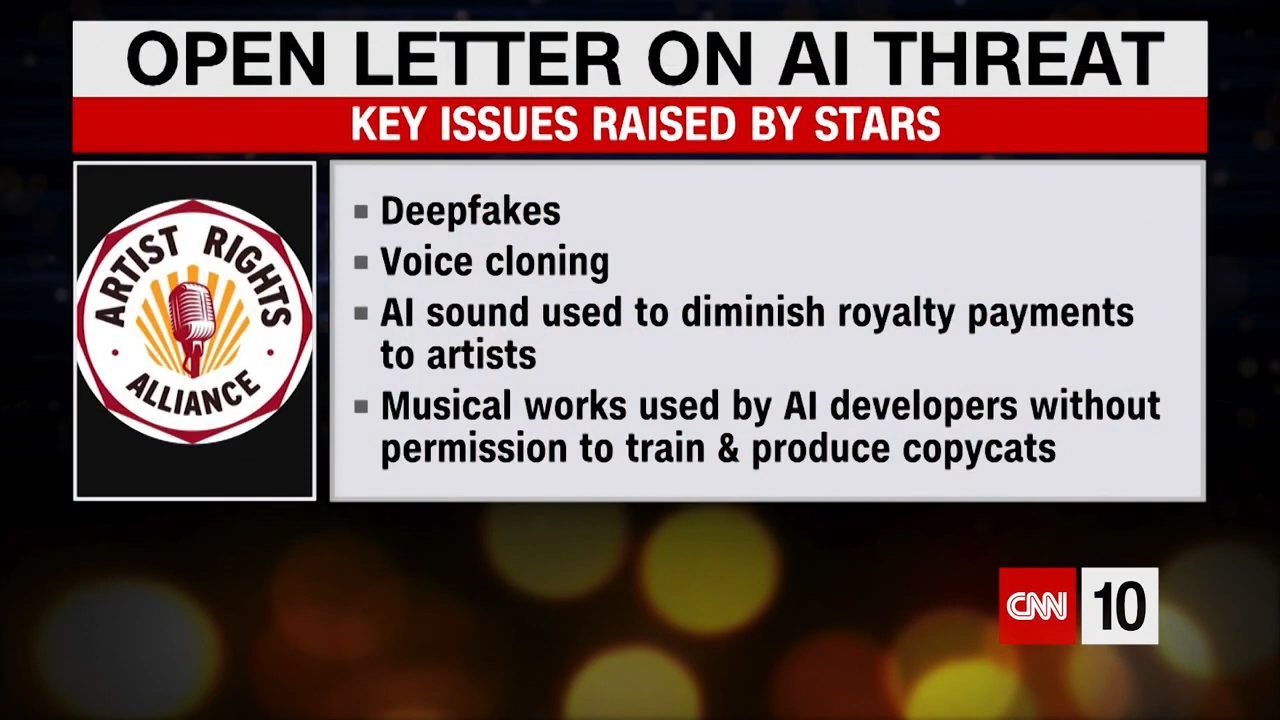 OPEN LETTER ON AI THREAT
KEY ISSUES RAISED BY STARS
ARTIST RIGHTS
ALLIANCE
Deepfakes
Voice cloning
AI sound used to diminish royalty payments
to artists
Musical works used by AI developers without
permission to train & produce copycats
CNN 10